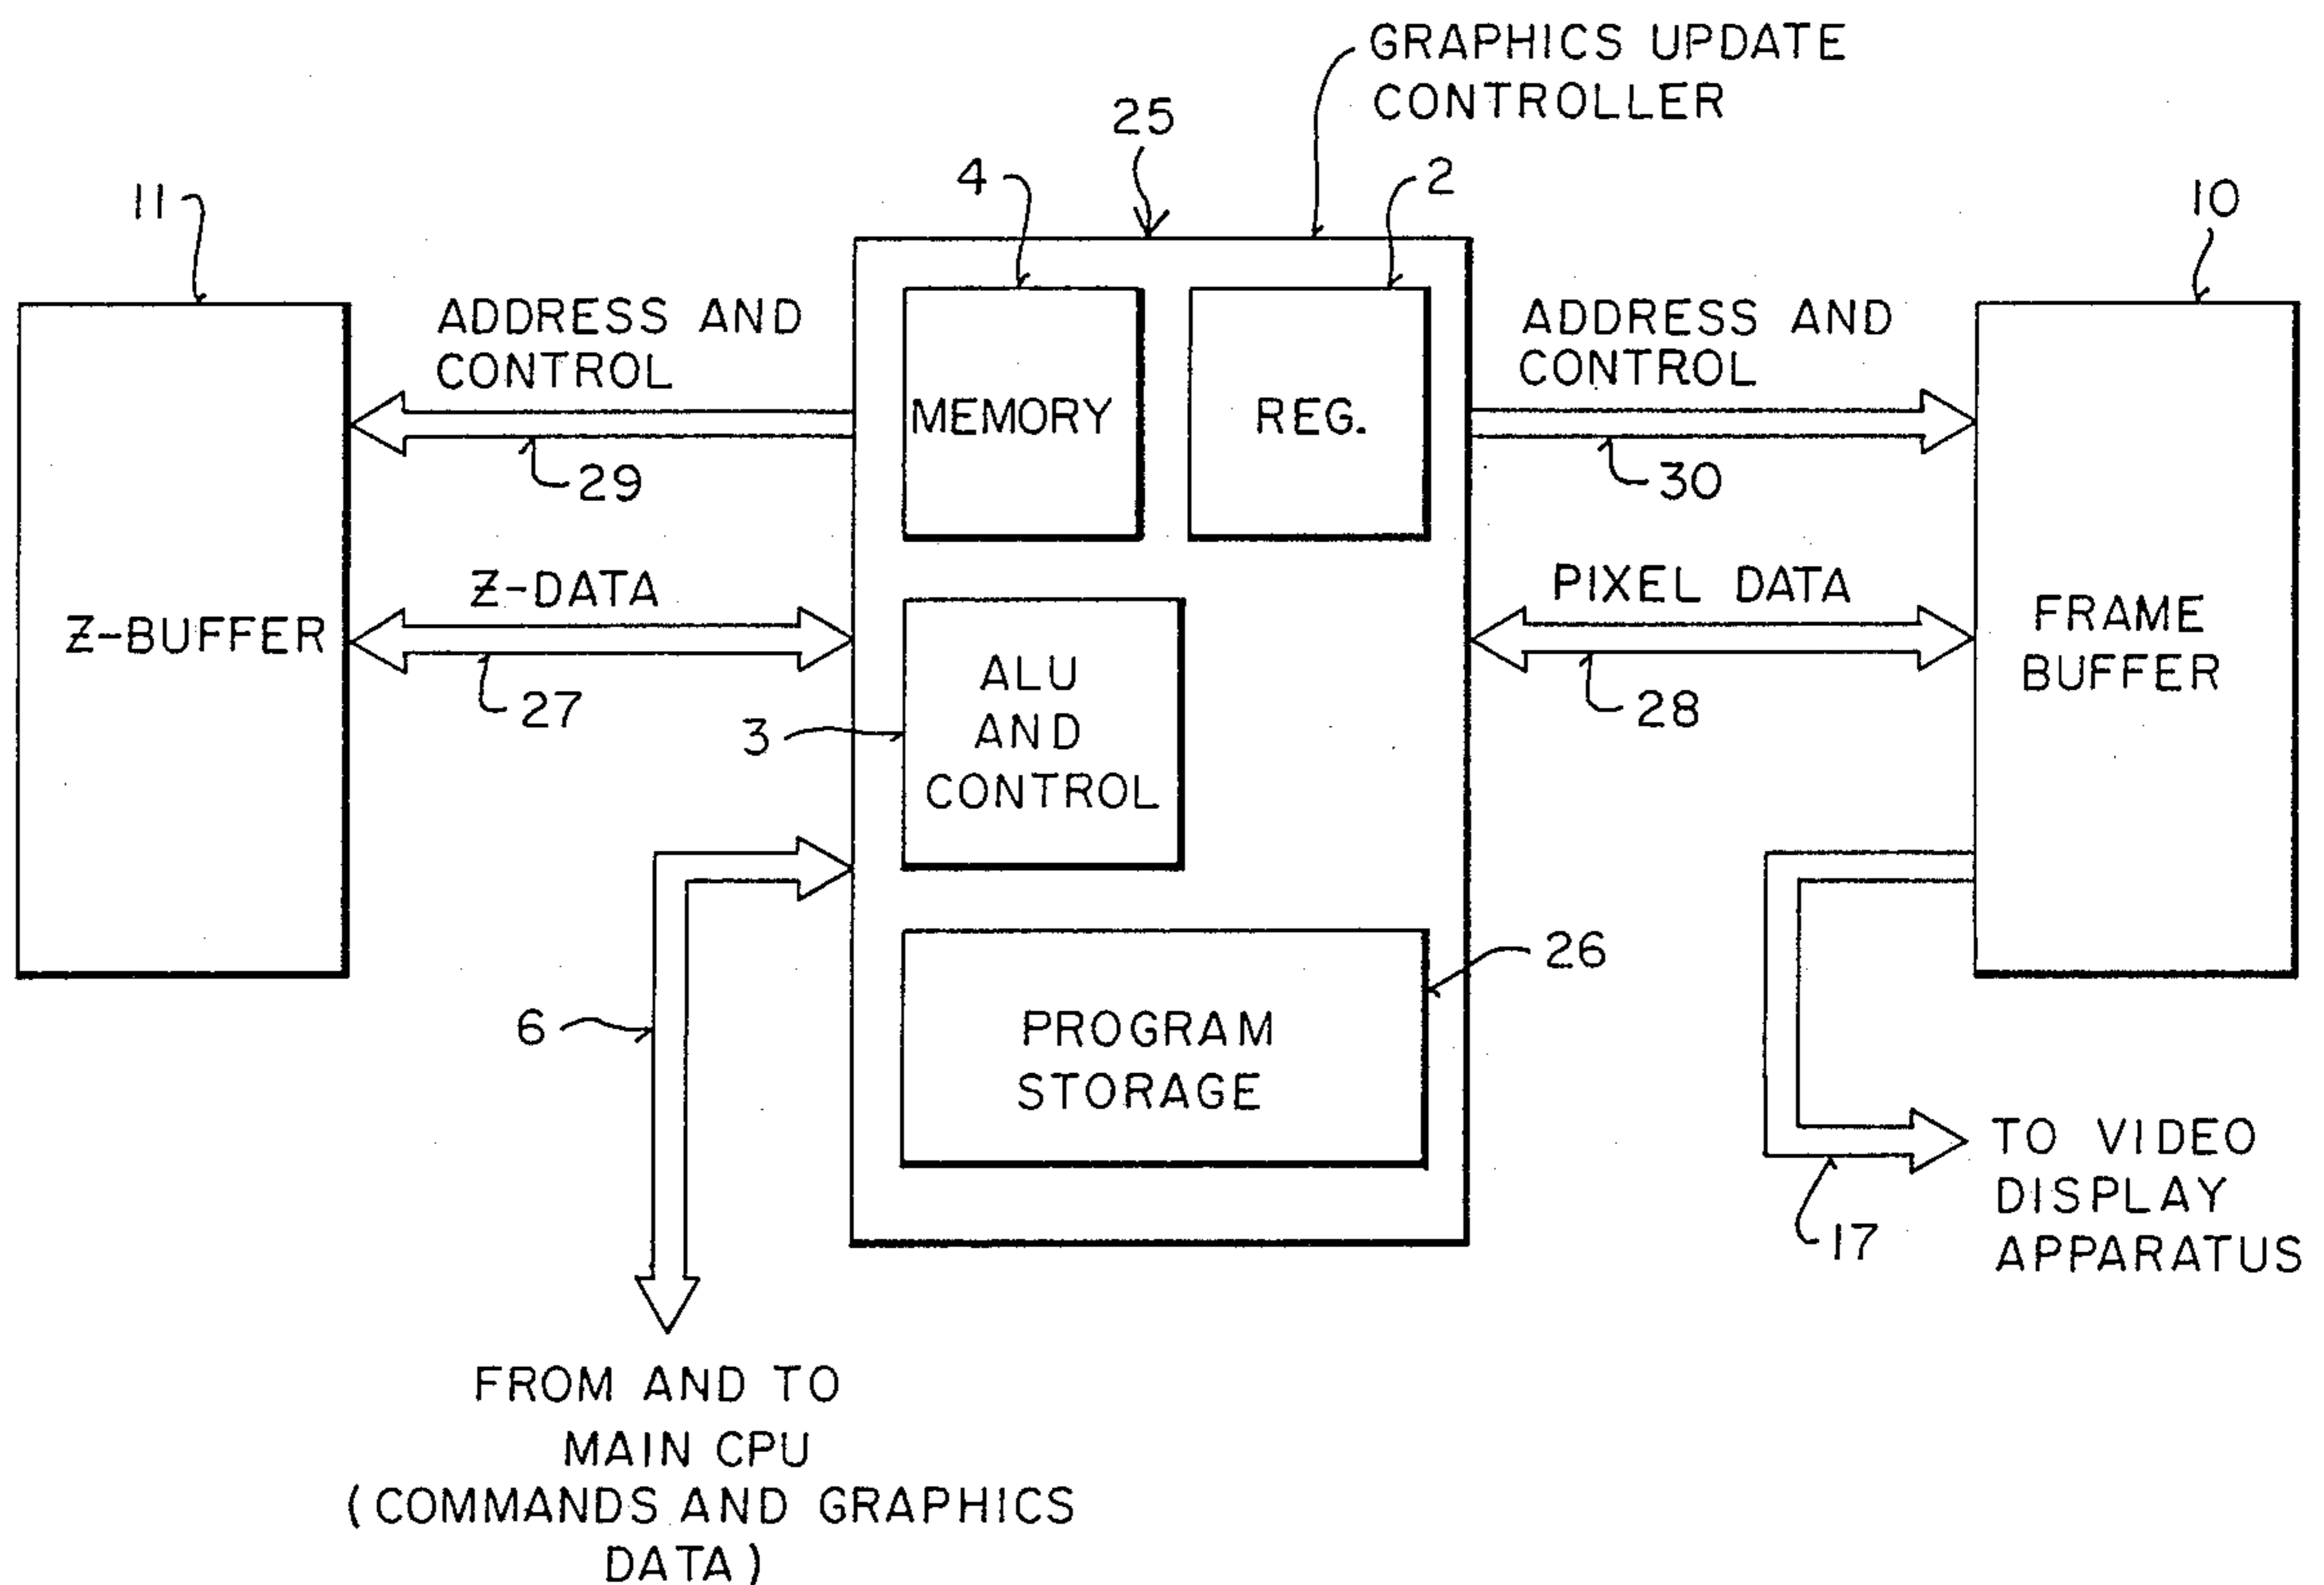 GRAPHICS UPDATE
CONTROLLER
25
4
2
11
10
ADDRESS AND
CONTROL
29
MEMORY
REG.
ADDRESS AND
CONTROL
30
Z-DATA
27
Z-BUFFER
PIXEL DATA
28
FRAME
BUFFER
3
ALU
AND
CONTROL
6
26
PROGRAM
STORAGE
17
TO VIDEO
DISPLAY
APPARATUS
FROM AND TO
MAIN CPU
(COMMANDS AND GRAPHICS
DATA)